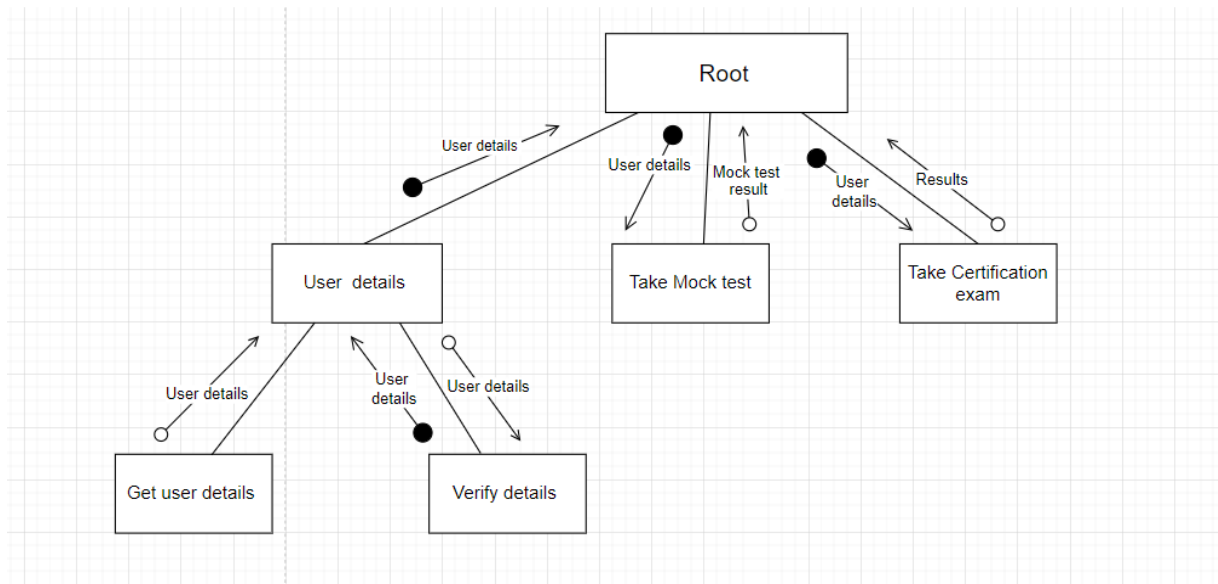 Root
User details
User details
Mock test
result
User
details
Results
User  details
Take Mock test
Take Certification
exam
User details
User
details
User details
Get user details
Verify details